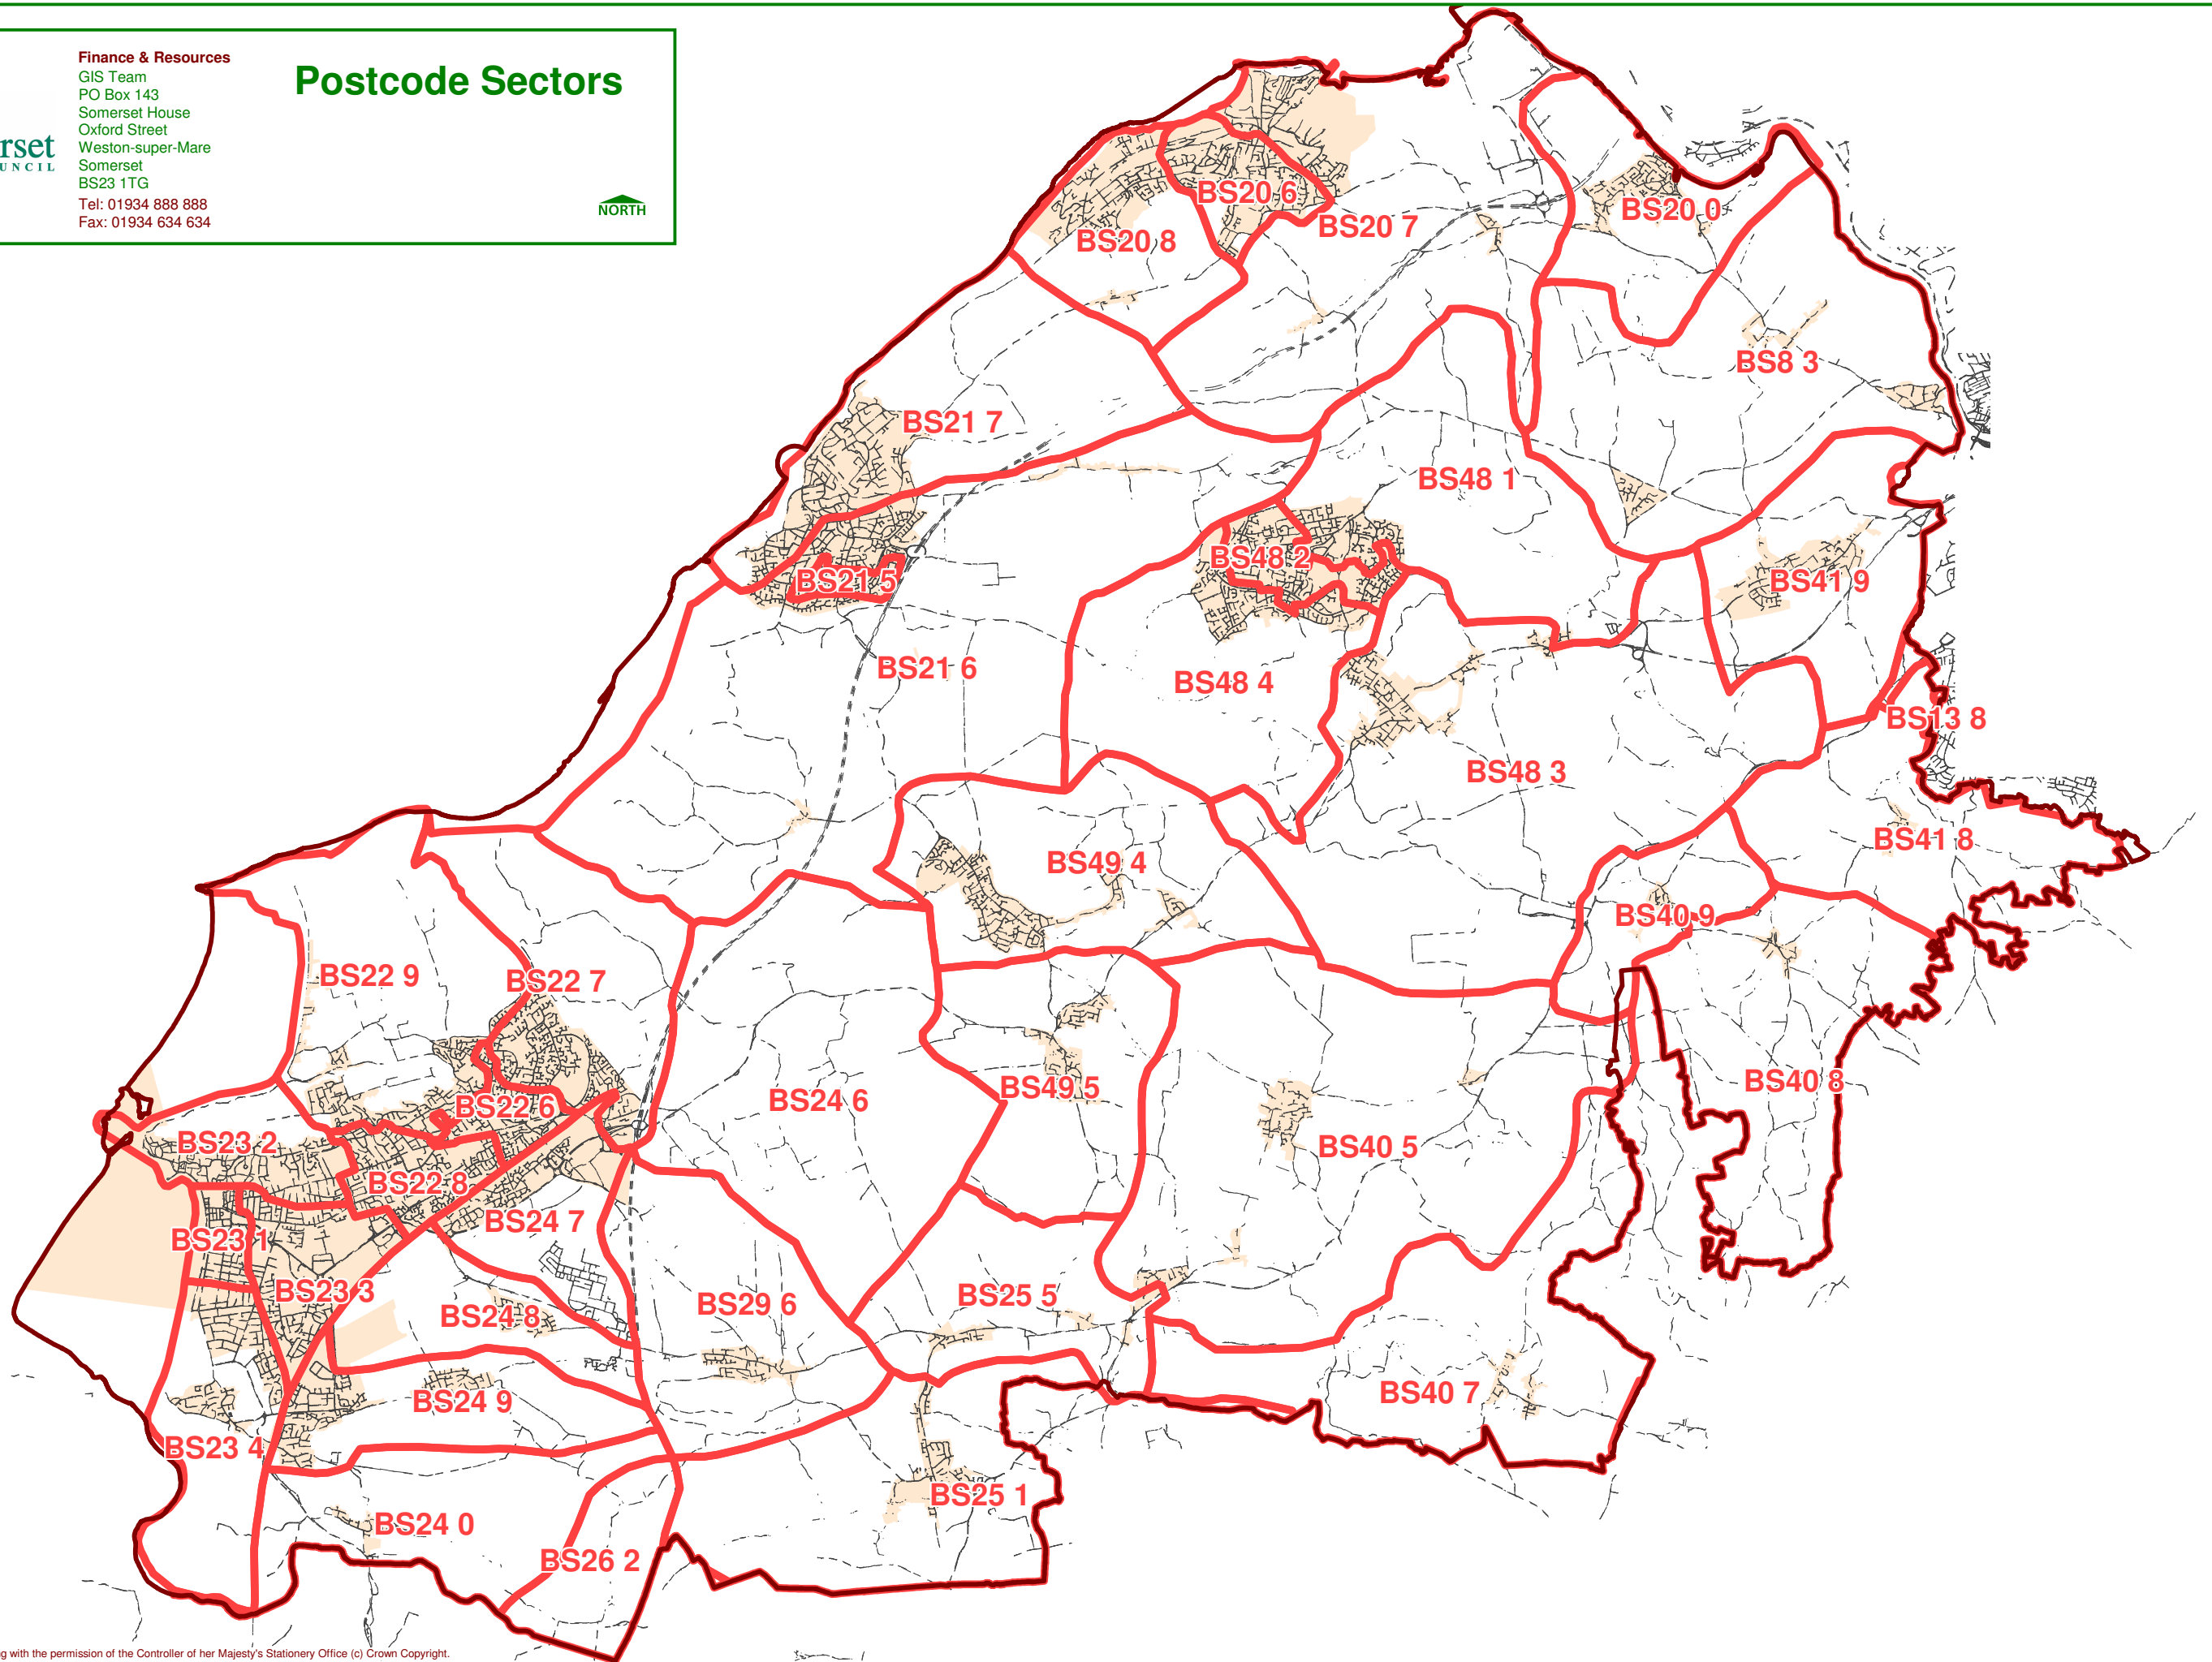 Finance & Resources
GIS Team
PO Box 143
Somerset House
Oxford Street
Weston-super-Mare
Somerset
BS23 1TG
Tel: 01934 888 888
Fax: 01934 634 634
Postcode Sectors
NORTH
BS20 6
BS20 0
BS20 7
BS20 8
BS8 3
BS21 7
BS48 1
BS48 2
BS21 5
BS41 9
BS21 6
BS48 4
BS13 8
BS48 3
BS41 8
BS49 4
BS40 9
BS22 9
BS22 7
BS40 8
BS49 5
BS24 6
BS22 6
BS23 2
BS40 5
BS22 8
BS24 7
BS23 1
BS23 3
BS25 5
BS29 6
BS24 8
BS40 7
BS24 9
BS23 4
BS25 1
BS24 0
BS26 2
with the permission of the Controller of her Majesty's Stationery Office (c) Crown Copyright.